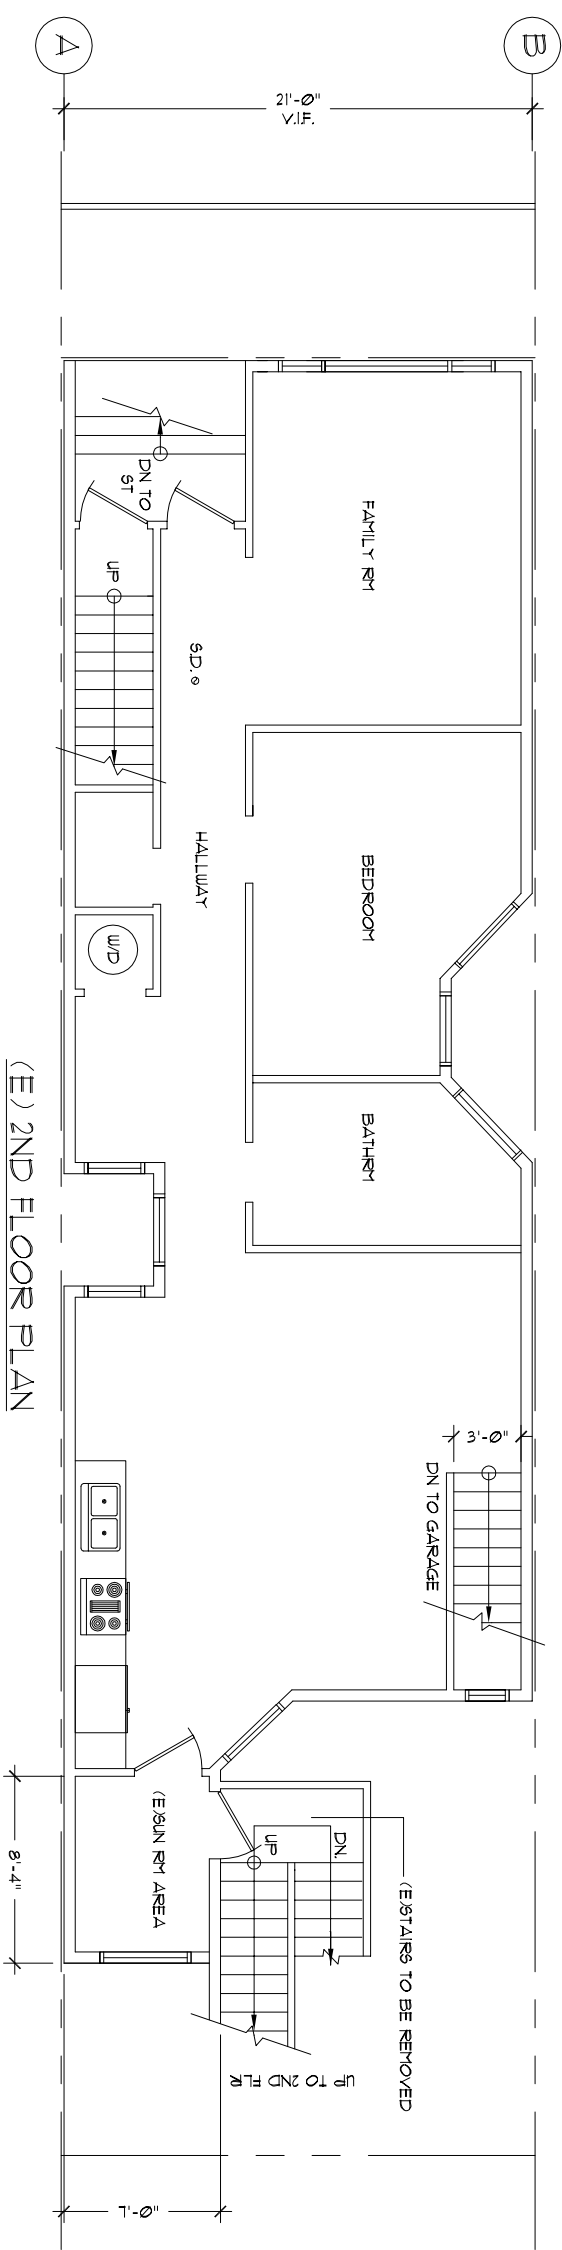 A
B
21'-0"
V.I.F.
DN TO
ST
FAMILY RM
UP
S.D.
HALLWAY
BEDROOM
W/D
BATHRM
(E) 2ND FLOOR PLAN
3'-0"
DN TO GARAGE
(E)SUN RM AREA
8'-4"
UP
DN.
(E)STAIRS TO BE REMOVED
UP TO 2ND FLR
7'-0"